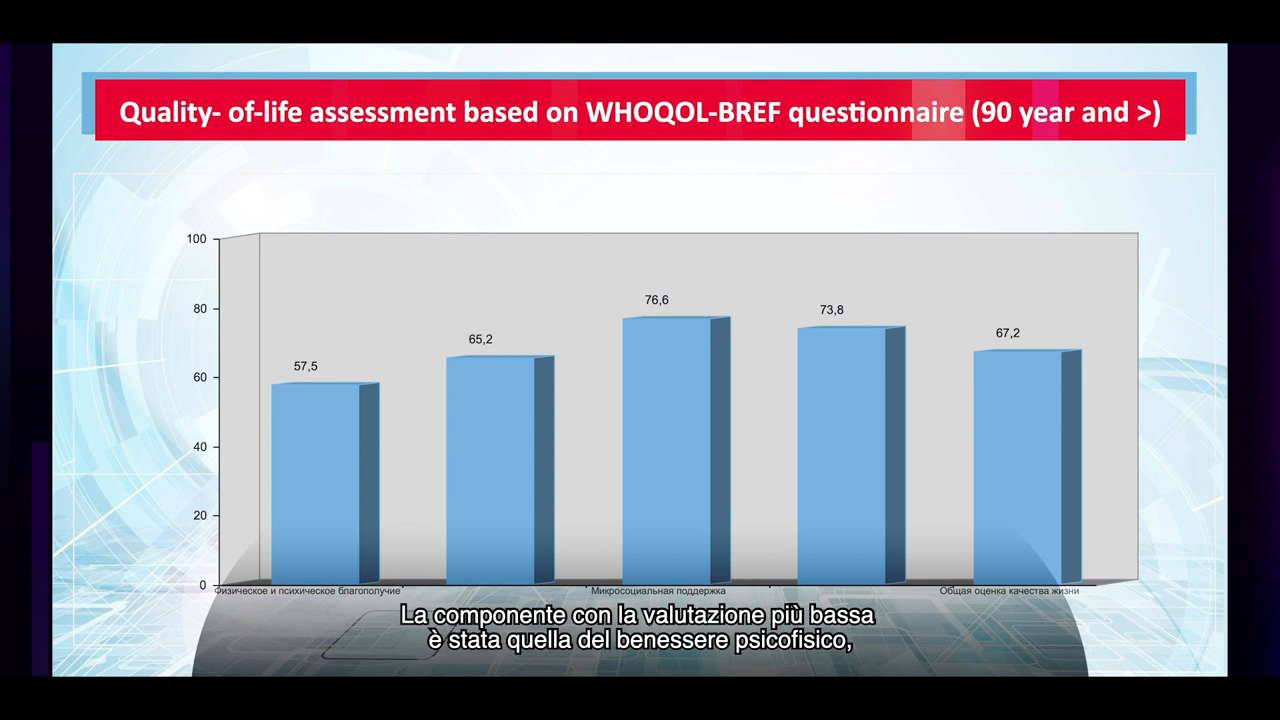 Quality- of-life assessment based on WHOQOL-BREF questionnaire (90 year and >)
100
80
60
40
20
0
57,5
65,2
76,6
73,8
67,2
Физическое и психическое благополучие
Микросоциальная поддержка
Общая оценка качества жизни
La componente con la valutazione più bassa
è stata quella del benessere psicofisico,